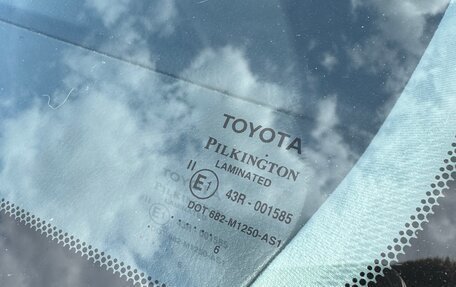 TOYOTA
PILKINGTON
LAMINATED
II E1 43R - 001585
DOT 682-M1250-AS1
6